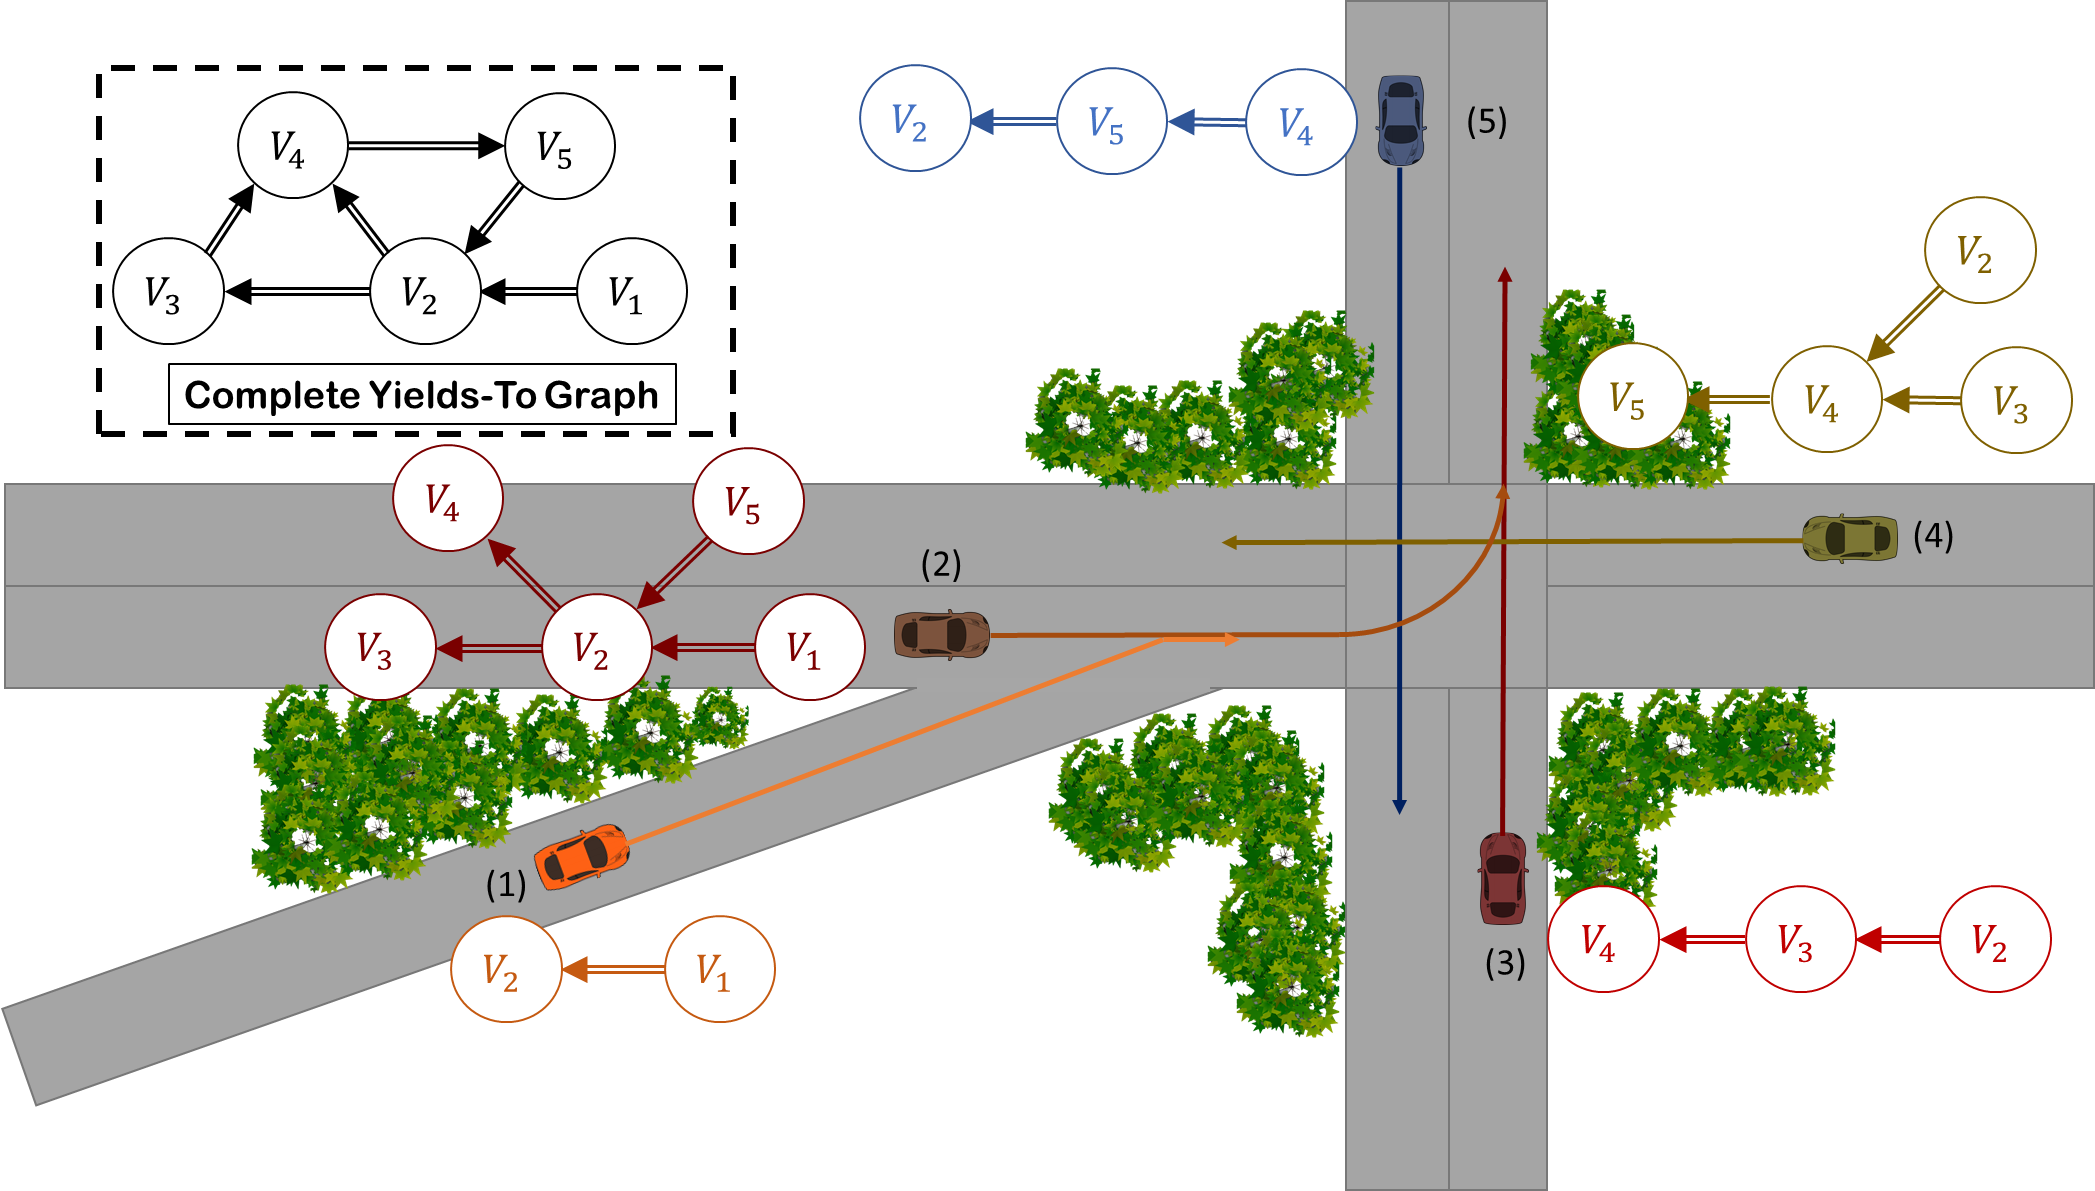 V₄ V₅
V₃ V₂ V₁
Complete Yields-To Graph
V₂ V₅ V₄
(5)
V₂
V₅ V₄ V₃
V₄ V₅
(2)
(4)
V₃ V₂ V₁
(1)
V₂ V₁
(3)
V₄ V₃ V₂